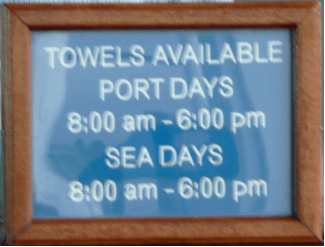 TOWELS AVAILABLE
PORT DAYS
8:00 am - 6:00 pm
SEA DAYS
8:00 am - 6:00 pm